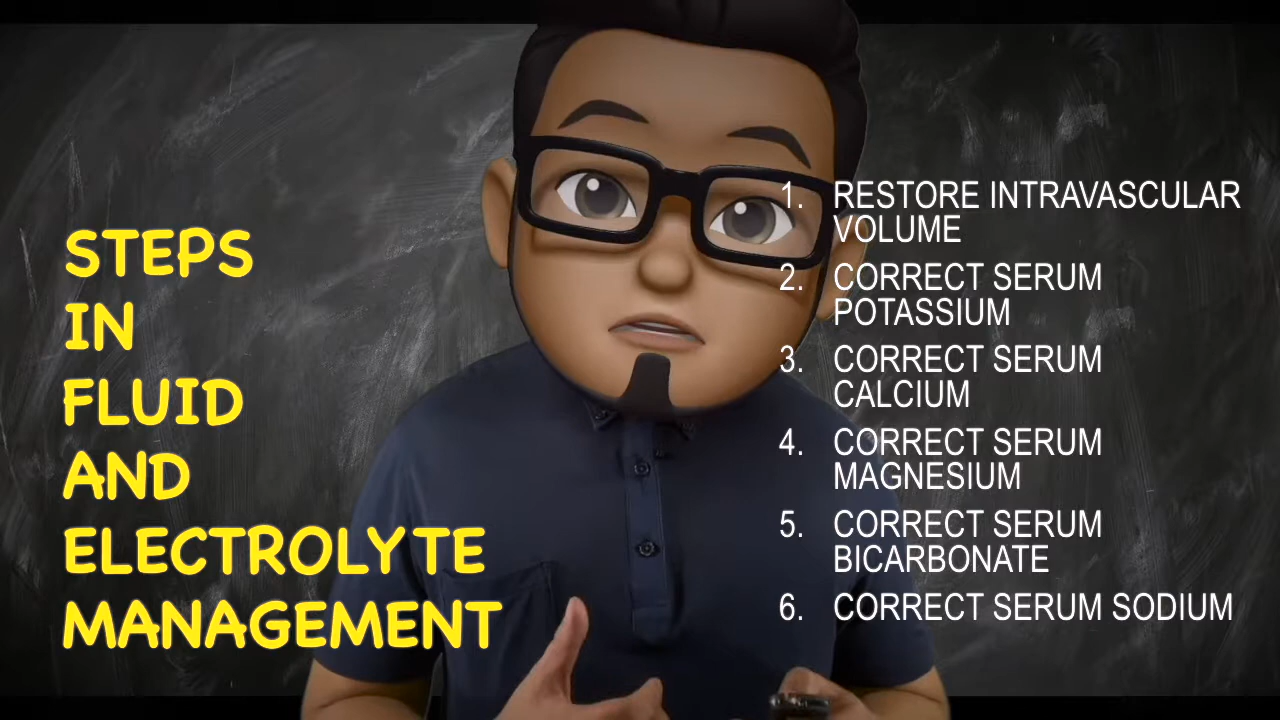 STEPS
IN
FLUID
AND
ELECTROLYTE
MANAGEMENT
1. RESTORE INTRAVASCULAR
VOLUME
2. CORRECT SERUM
POTASSIUM
3. CORRECT SERUM
CALCIUM
4. CORRECT SERUM
MAGNESIUM
5. CORRECT SERUM
BICARBONATE
6. CORRECT SERUM SODIUM